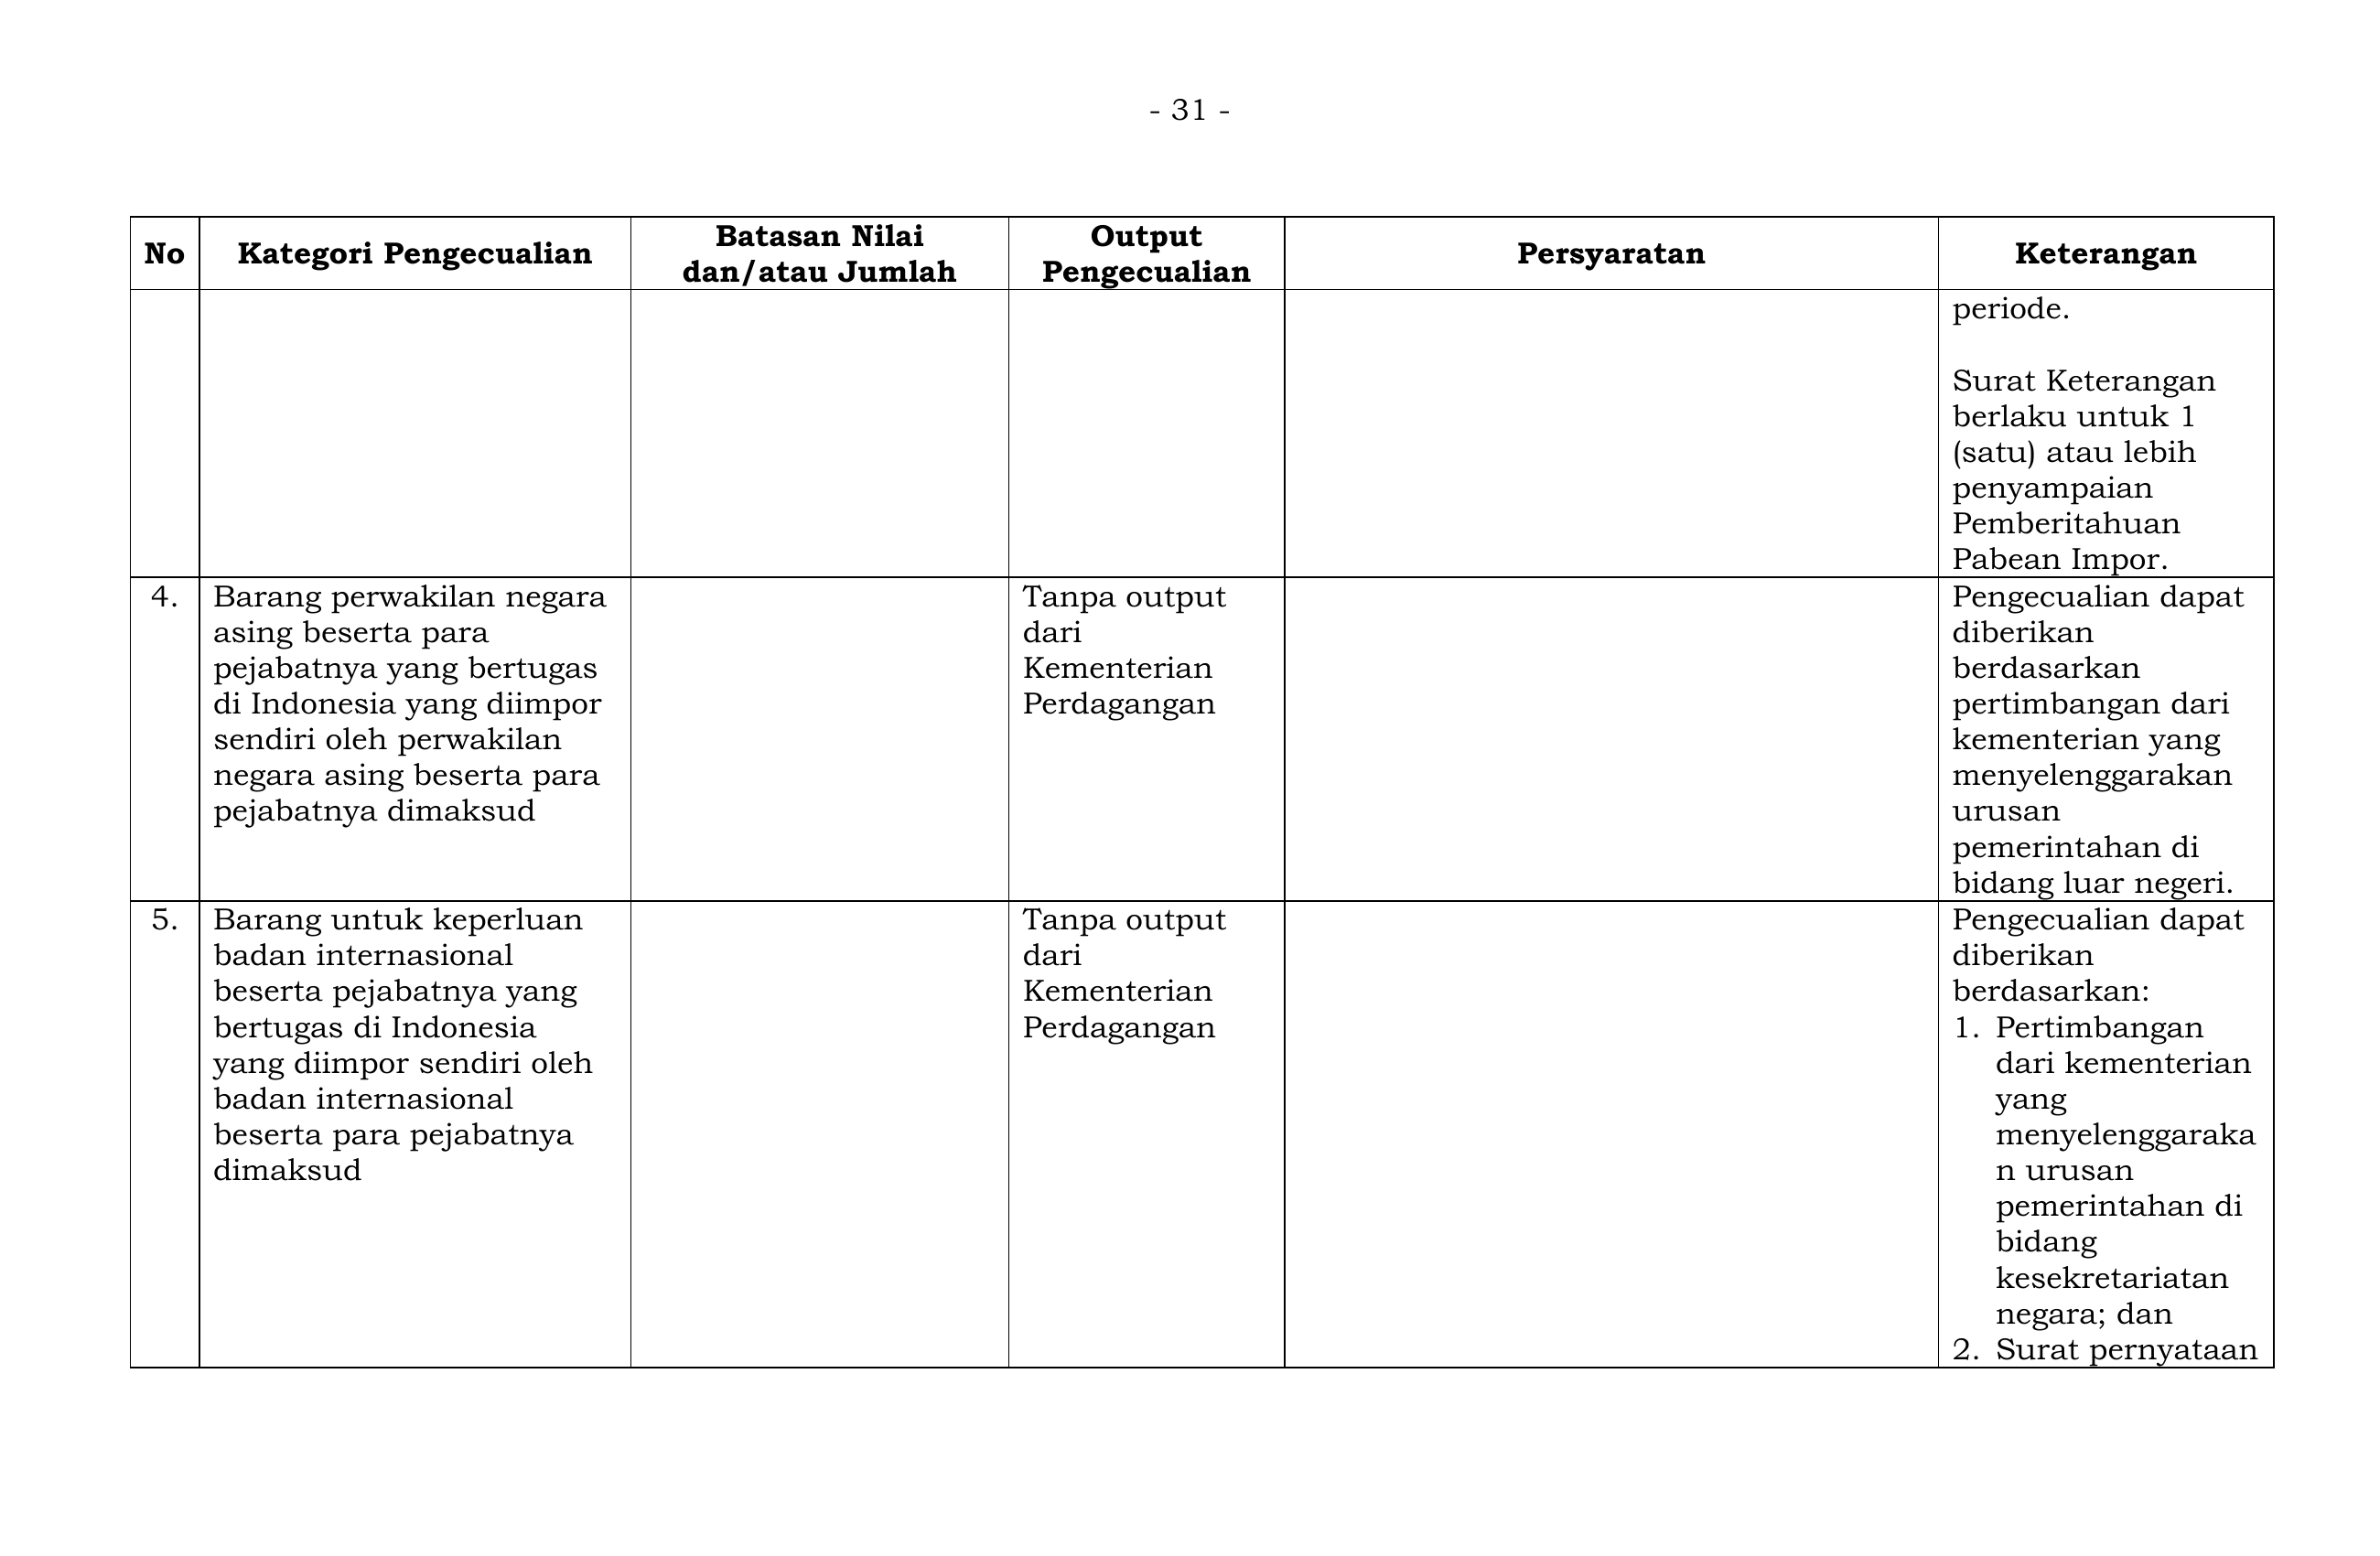 - 31 -
No
Kategori Pengecualian
Batasan Nilai
dan/atau Jumlah
Output
Pengecualian
Persyaratan
Keterangan
periode.
Surat Keterangan
berlaku untuk 1
(satu) atau lebih
penyampaian
Pemberitahuan
Pabean Impor.
4.
Barang perwakilan negara
asing beserta para
pejabatnya yang bertugas
di Indonesia yang diimpor
sendiri oleh perwakilan
negara asing beserta para
pejabatnya dimaksud
Tanpa output
dari
Kementerian
Perdagangan
Pengecualian dapat
diberikan
berdasarkan
pertimbangan dari
kementerian yang
menyelenggarakan
urusan
pemerintahan di
bidang luar negeri.
5.
Barang untuk keperluan
badan internasional
beserta pejabatnya yang
bertugas di Indonesia
yang diimpor sendiri oleh
badan internasional
beserta para pejabatnya
dimaksud
Tanpa output
dari
Kementerian
Perdagangan
Pengecualian dapat
diberikan
berdasarkan:
1. Pertimbangan
dari kementerian
yang
menyelenggaraka
n urusan
pemerintahan di
bidang
kesekretariatan
negara; dan
2. Surat pernyataan